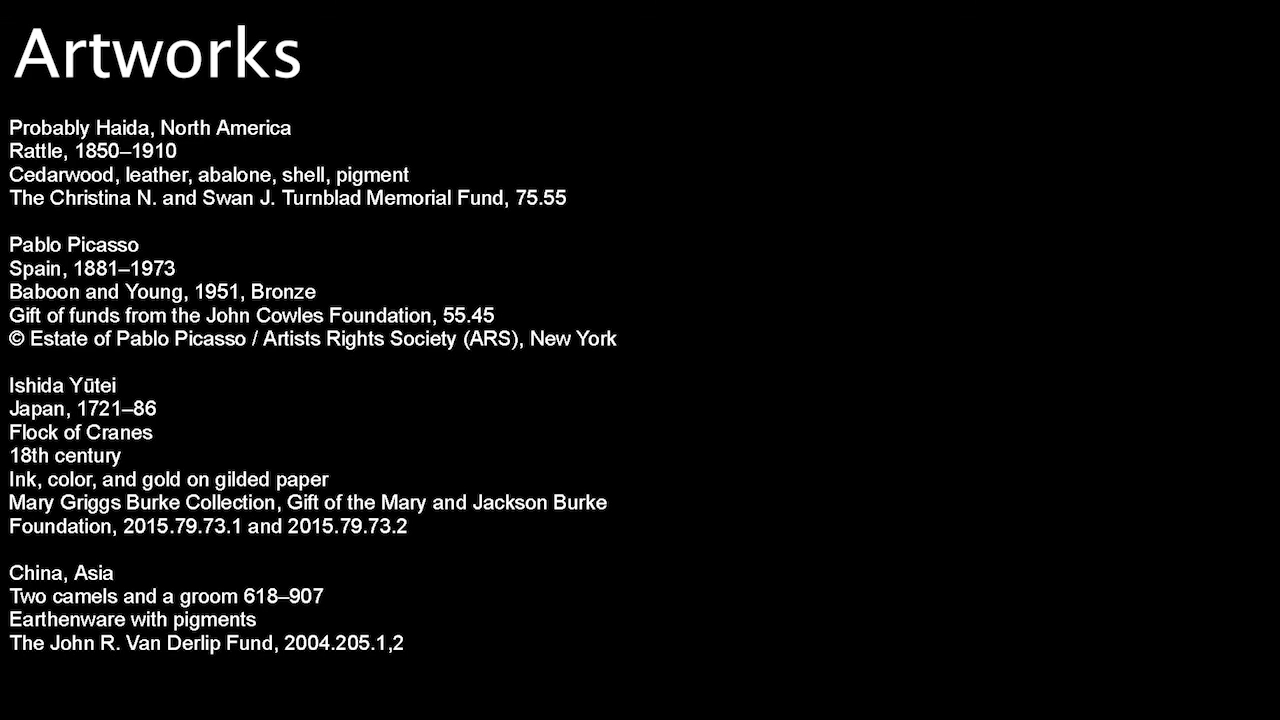 Artworks
Probably Haida, North America
Rattle, 1850–1910
Cedarwood, leather, abalone, shell, pigment
The Christina N. and Swan J. Turnblad Memorial Fund, 75.55
Pablo Picasso
Spain, 1881–1973
Baboon and Young, 1951, Bronze
Gift of funds from the John Cowles Foundation, 55.45
© Estate of Pablo Picasso / Artists Rights Society (ARS), New York
Ishida Yūtei
Japan, 1721–86
Flock of Cranes
18th century
Ink, color, and gold on gilded paper
Mary Griggs Burke Collection, Gift of the Mary and Jackson Burke
Foundation, 2015.79.73.1 and 2015.79.73.2
China, Asia
Two camels and a groom 618–907
Earthenware with pigments
The John R. Van Derlip Fund, 2004.205.1,2